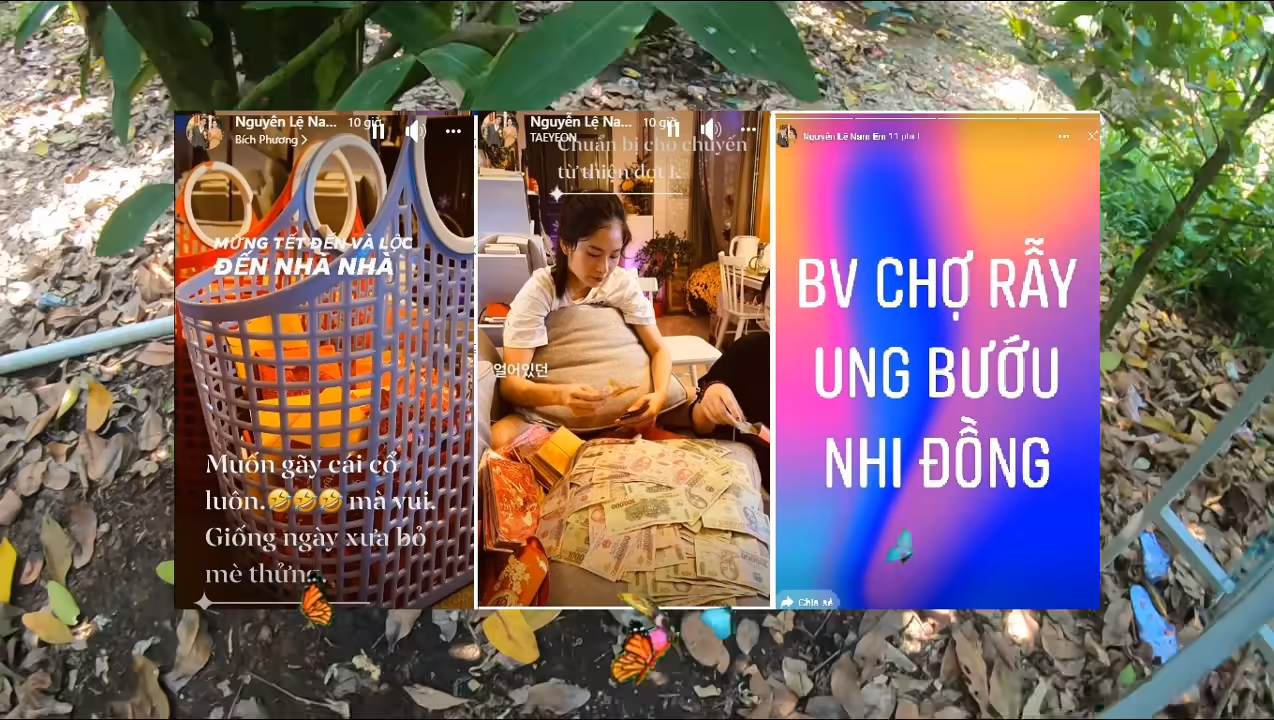 Nguyễn Lệ Na... 10 giờ
Bích Phương >
MỪNG TẾT ĐẾN VÀ LỘC
ĐẾN NHÀ NHÀ
Muốn gãy cái cổ
luôn.🤣🤣🤣 mà vui.
Giống ngày xưa bỏ
mè thửng.
Nguyễn Lệ Na... 10 giờ
TAEYEON
Chuẩn bị cho chuyến
từ thiện đợt 1.
얼어있던
Nguyễn Lệ Nam Em 11 phút
BV CHỢ RẪY
UNG BƯỚU
NHI ĐỒNG
Chia sẻ